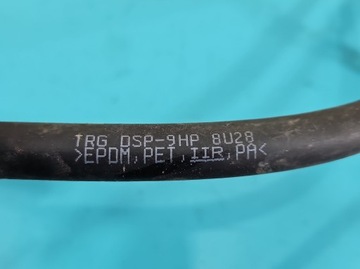 TRG DSP-9HP 8U28
>EPDM,PET,IIR,PA<